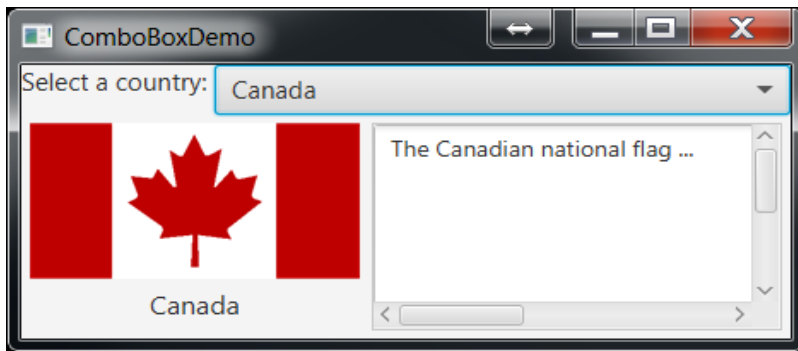 ComboBoxDemo
Select a country: Canada
The Canadian national flag ...
Canada